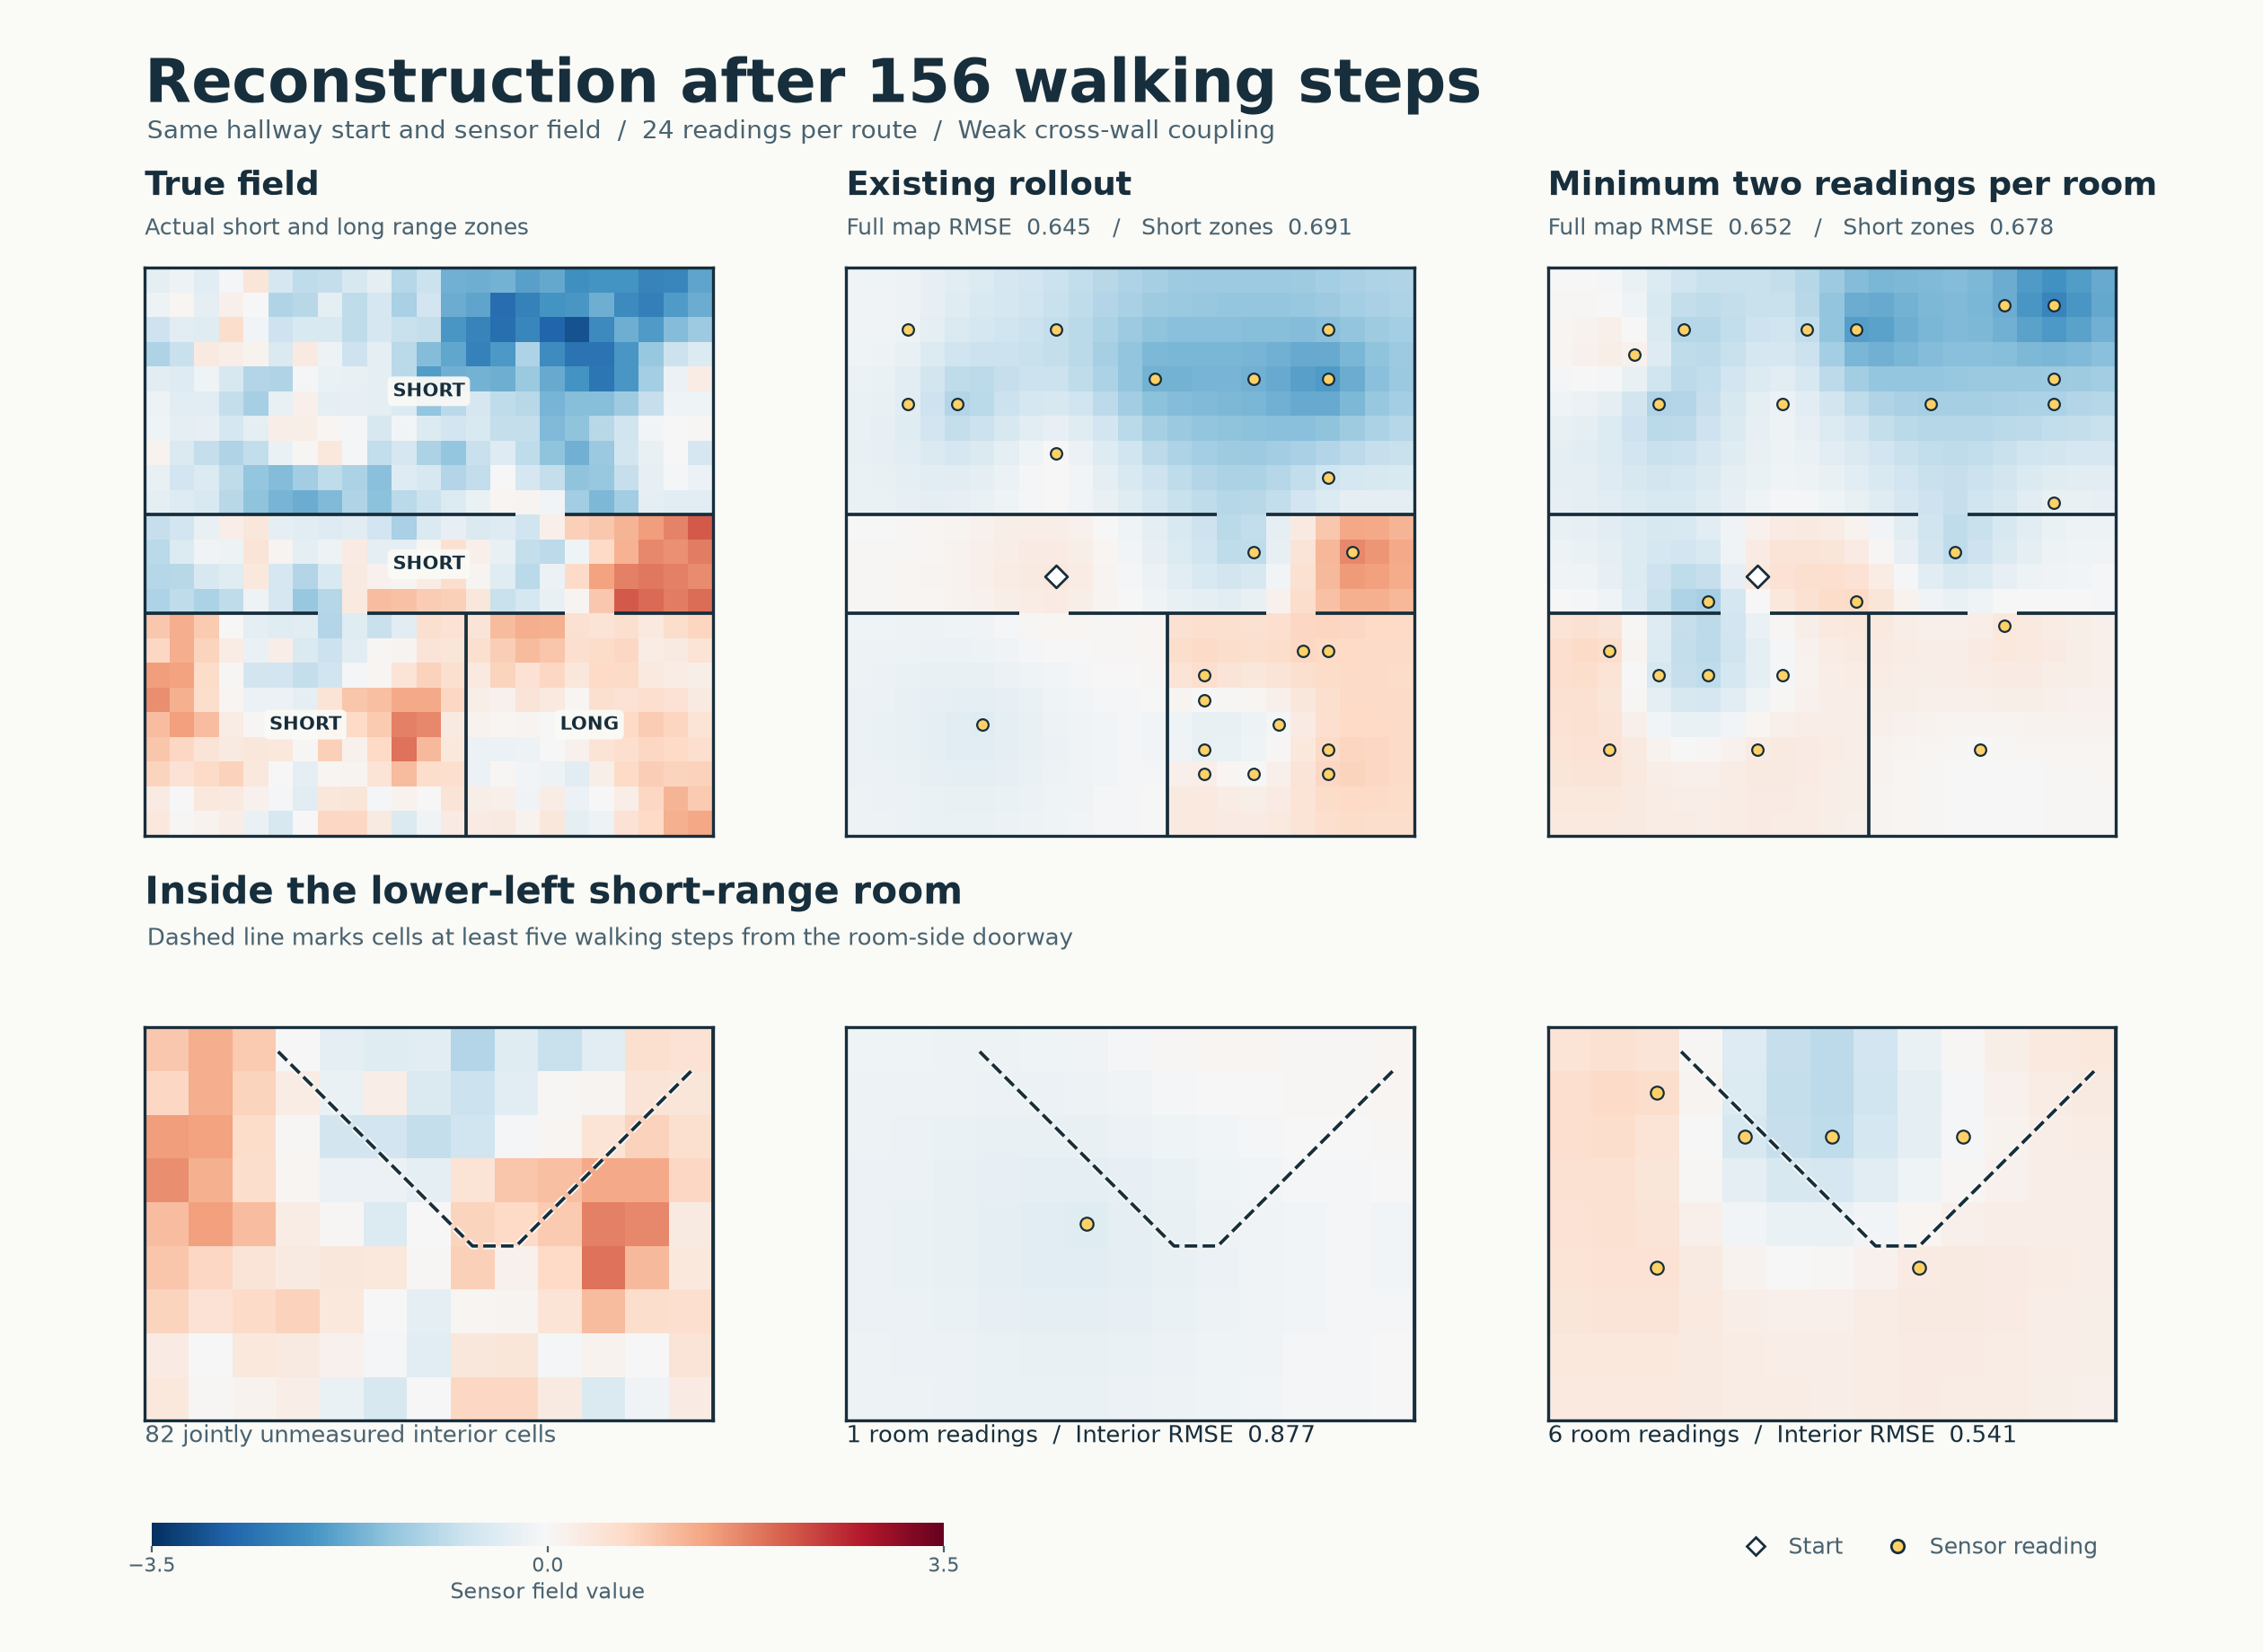 Reconstruction after 156 walking steps
Same hallway start and sensor field / 24 readings per route / Weak cross-wall coupling
True field
Actual short and long range zones
Existing rollout
Full map RMSE 0.645 / Short zones 0.691
Minimum two readings per room
Full map RMSE 0.652 / Short zones 0.678
SHORT
SHORT
SHORT
LONG
Inside the lower-left short-range room
Dashed line marks cells at least five walking steps from the room-side doorway
82 jointly unmeasured interior cells
1 room readings / Interior RMSE 0.877
6 room readings / Interior RMSE 0.541
−3.5
0.0
3.5
Sensor field value
Start
Sensor reading